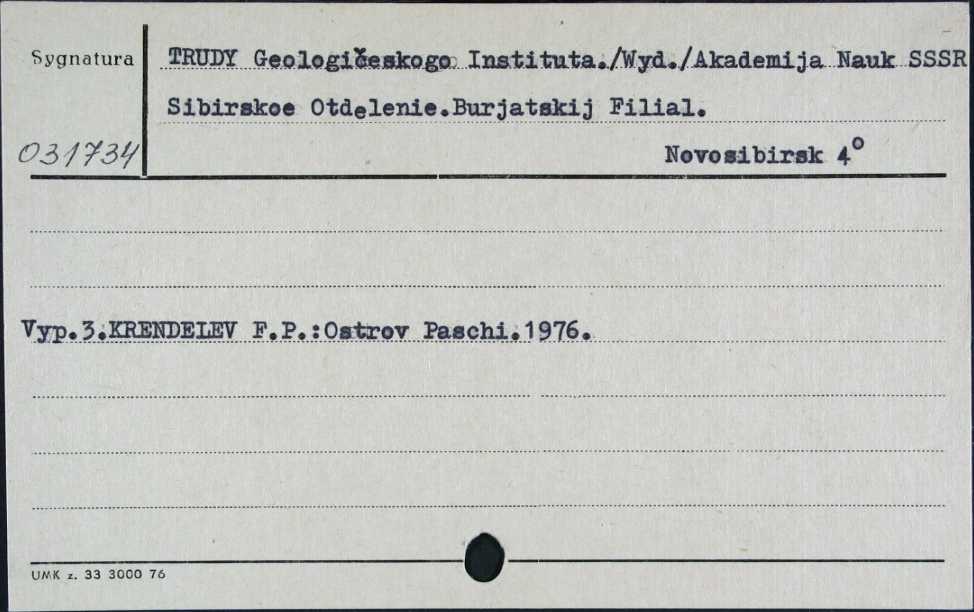 Sygnatura
TRUDY Geologičeskogo Instituta./Wyd./Akademija Nauk SSSR
Sibirskoe Otdelenie.Burjatskij Filial.
031734
Novosibirsk 4°
Vyp.3.KRENDELEV F.P.:Ostrov Paschi.1976.
UMK z. 33 3000 76